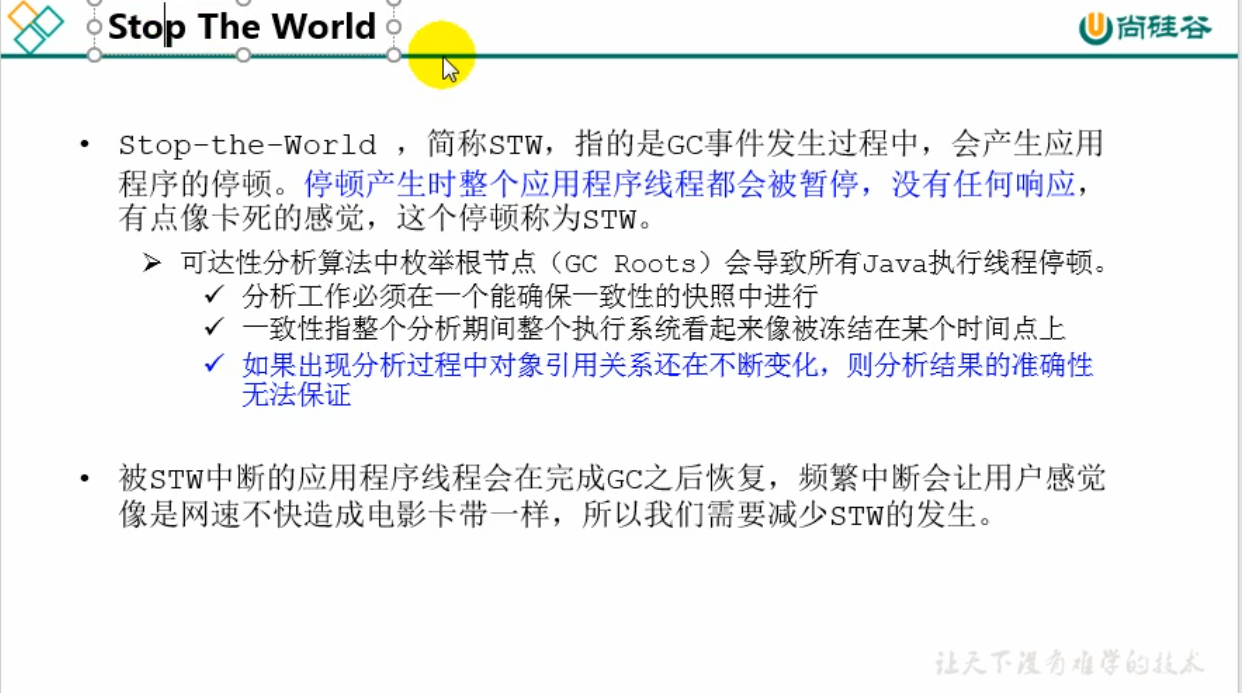 Stop The World
尚硅谷
• Stop-the-World ，简称STW，指的是GC事件发生过程中，会产生应用
程序的停顿。停顿产生时整个应用程序线程都会被暂停，没有任何响应，
有点像卡死的感觉，这个停顿称为STW。
➢ 可达性分析算法中枚举根节点（GC Roots）会导致所有Java执行线程停顿。
✓ 分析工作必须在一个能确保一致性的快照中进行
✓ 一致性指整个分析期间整个执行系统看起来像被冻结在某个时间点上
✓ 如果出现分析过程中对象引用关系还在不断变化，则分析结果的准确性
无法保证
• 被STW中断的应用程序线程会在完成GC之后恢复，频繁中断会让用户感觉
像是网速不快造成电影卡带一样，所以我们需要减少STW的发生。
让天下没有难学的技术